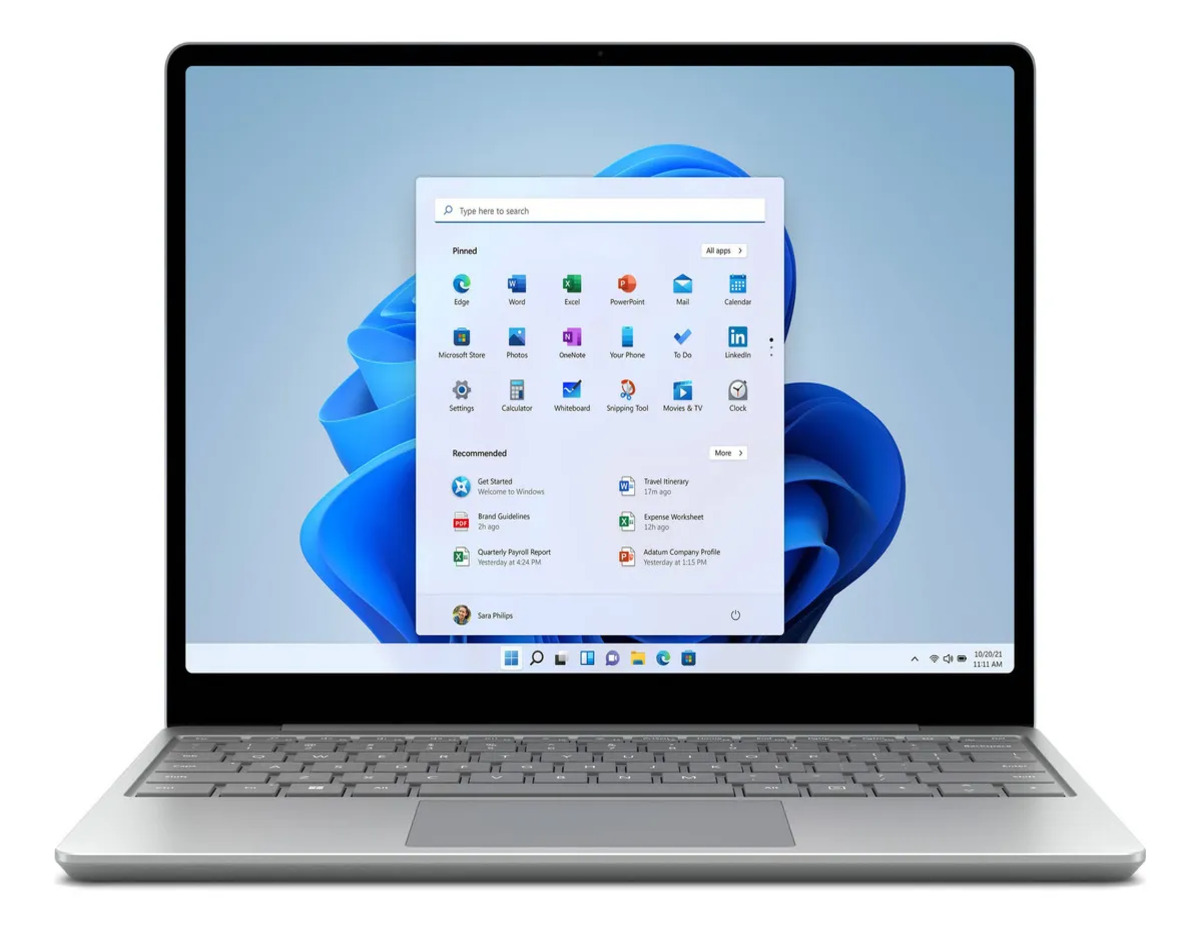 Type here to search
Pinned
All apps
Edge
Word
Excel
PowerPoint
Mail
Calendar
Microsoft Store
Photos
OneNote
Your Phone
To Do
LinkedIn
Settings
Calculator
Whiteboard
Snipping Tool
Movies & TV
Clock
Recommended
More
Get Started
Welcome to Windows
Travel Itinerary
17m ago
PDF
Brand Guidelines
2h ago
Expense Worksheet
12h ago
Quarterly Payroll Report
Yesterday at 4:24 PM
Adatum Company Profile
Yesterday at 1:15 PM
Sara Philips
10/20/21
11:11 AM